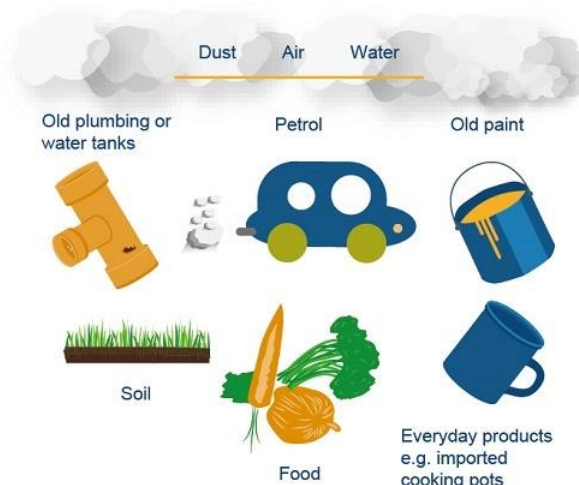 Dust Air Water
Old plumbing or
water tanks
Petrol
Old paint
Soil
Food
Everyday products
e.g. imported
cooking pots